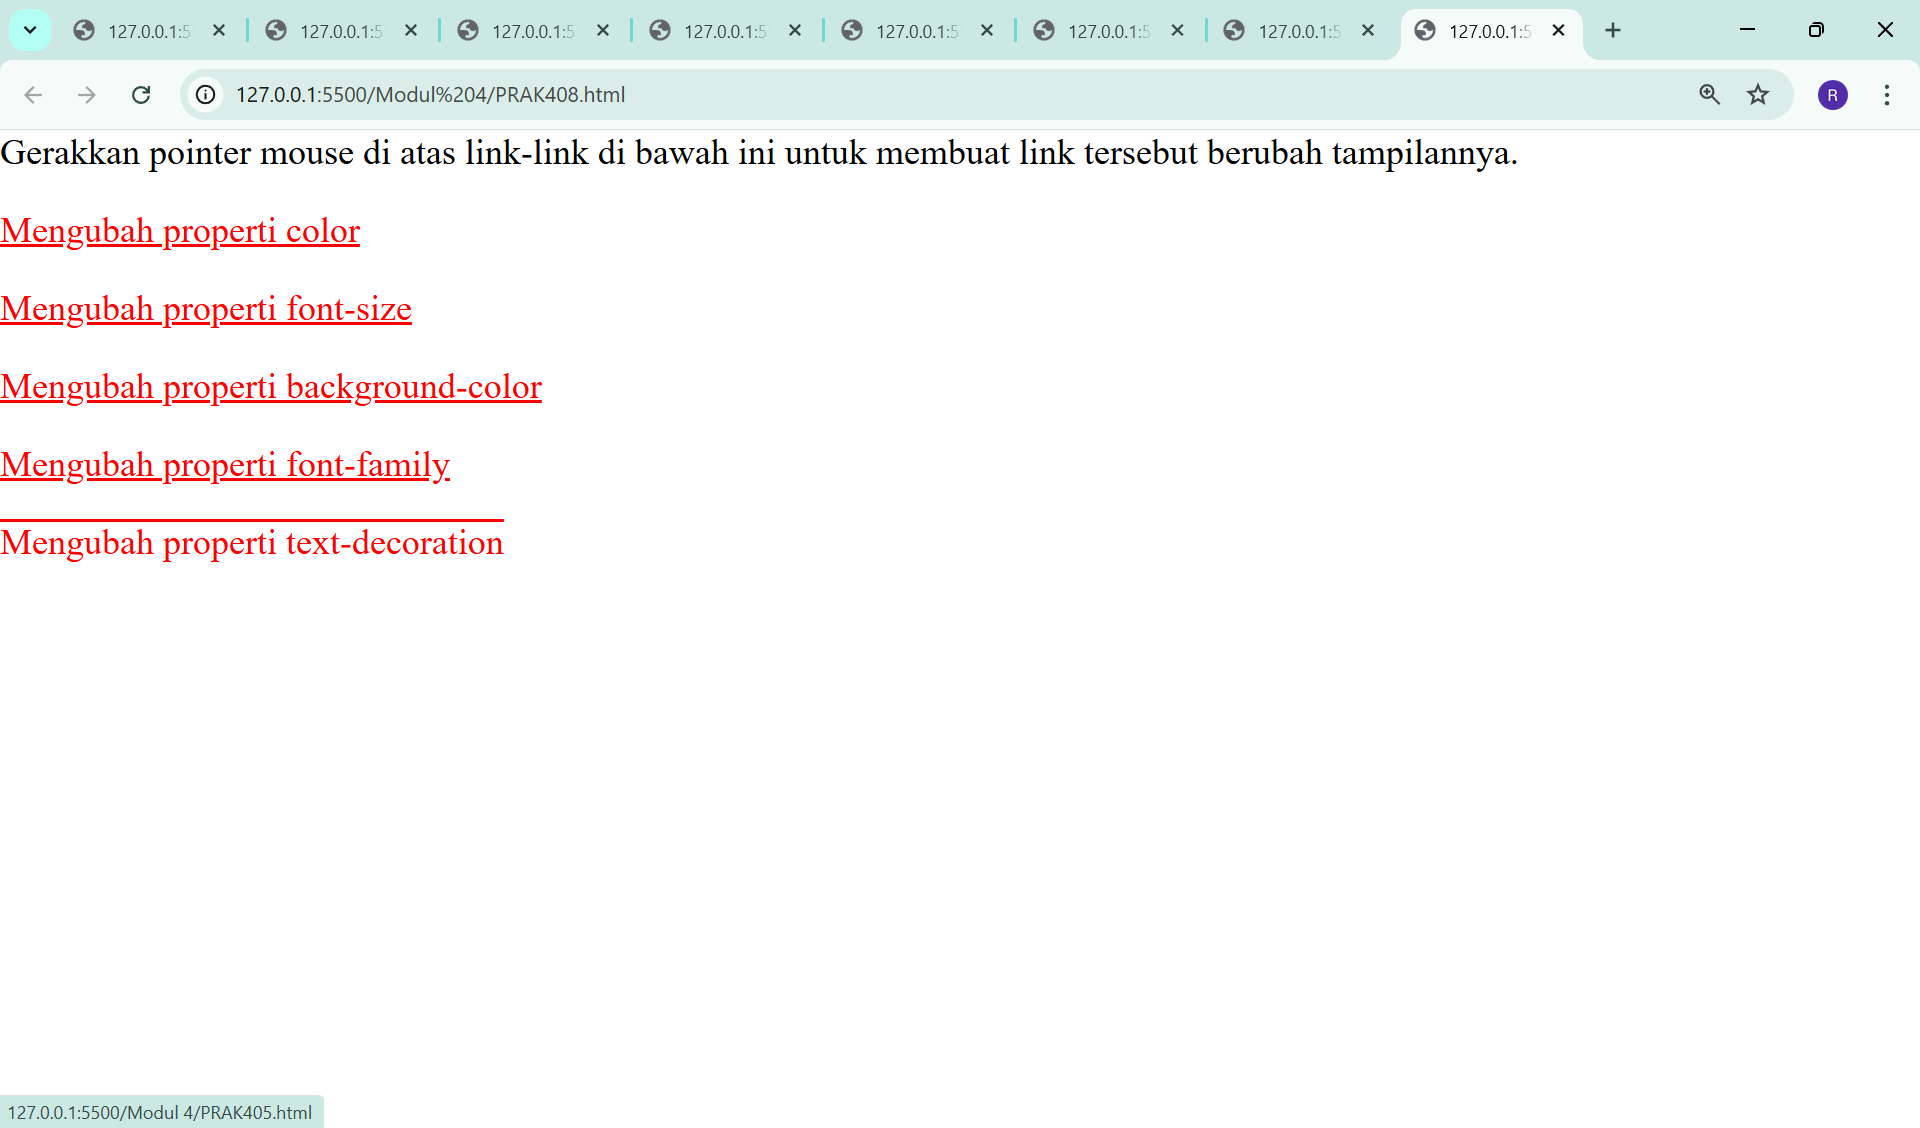 127.0.0.1:5 127.0.0.1:5 127.0.0.1:5 127.0.0.1:5 127.0.0.1:5 127.0.0.1:5 127.0.0.1:5 127.0.0.1:5
127.0.0.1:5500/Modul%204/PRAK408.html R
Gerakkan pointer mouse di atas link-link di bawah ini untuk membuat link tersebut berubah tampilannya.
Mengubah properti color
Mengubah properti font-size
Mengubah properti background-color
Mengubah properti font-family
Mengubah properti text-decoration
127.0.0.1:5500/Modul 4/PRAK405.html